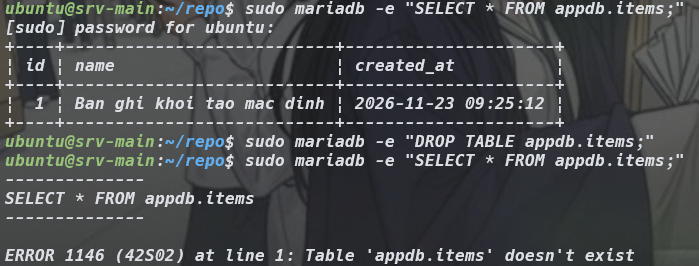 ubuntu@srv-main:~/repo$ sudo mariadb -e "SELECT * FROM appdb.items;"
[sudo] password for ubuntu:
+----+--------------------------+---------------------+
| id | name                     | created_at          |
+----+--------------------------+---------------------+
|  1 | Ban ghi khoi tao mac dinh | 2026-11-23 09:25:12 |
+----+--------------------------+---------------------+
ubuntu@srv-main:~/repo$ sudo mariadb -e "DROP TABLE appdb.items;"
ubuntu@srv-main:~/repo$ sudo mariadb -e "SELECT * FROM appdb.items;"
--------------
SELECT * FROM appdb.items
--------------
ERROR 1146 (42S02) at line 1: Table 'appdb.items' doesn't exist